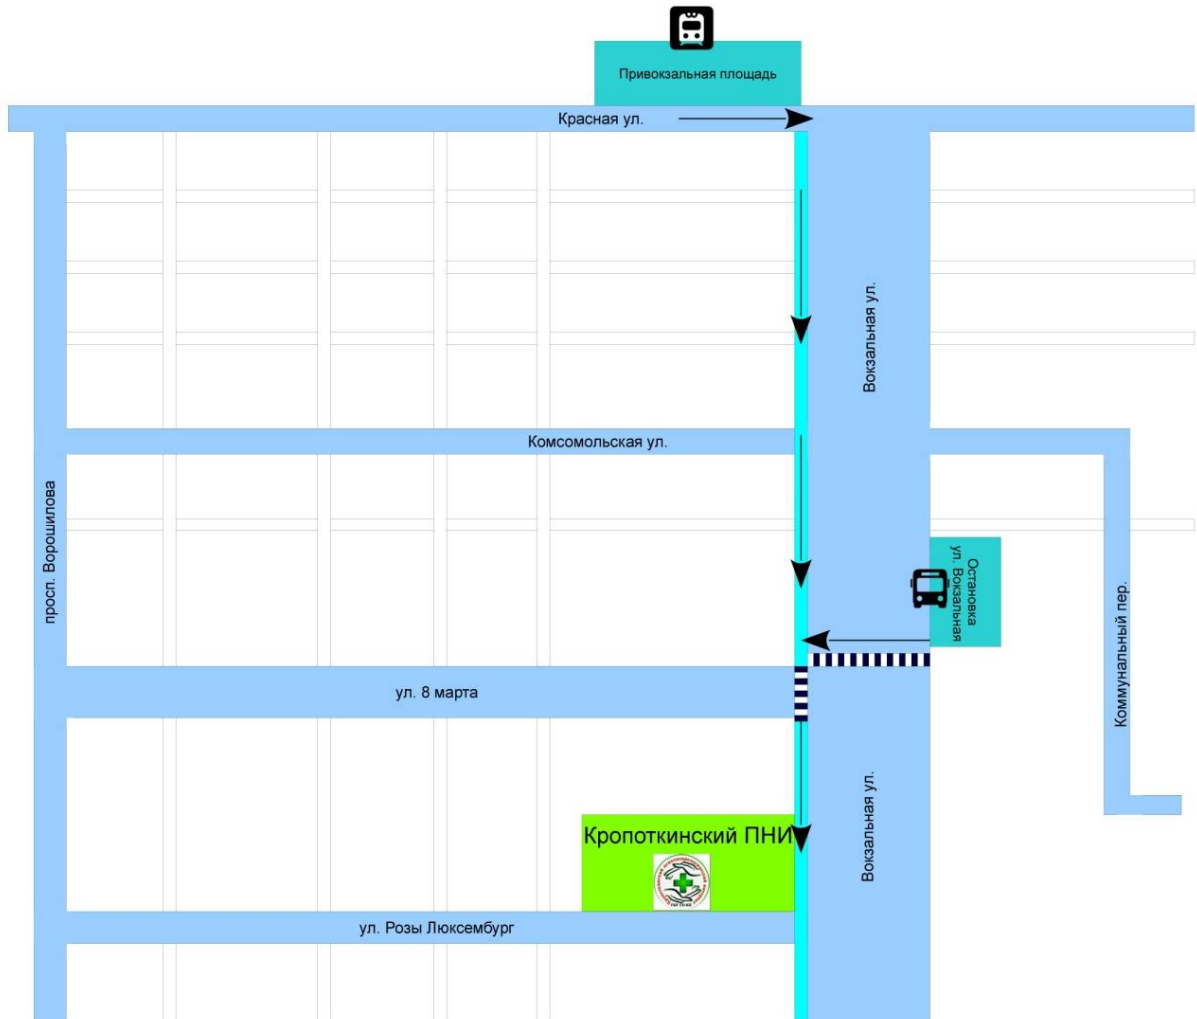 Привокзальная площадь
Красная ул.
Вокзальная ул.
Комсомольская ул.
просп. Ворошилова
Остановка
ул. Вокзальная
Коммунальный пер.
ул. 8 марта
Вокзальная ул.
Кропоткинский ПНИ
ул. Розы Люксембург